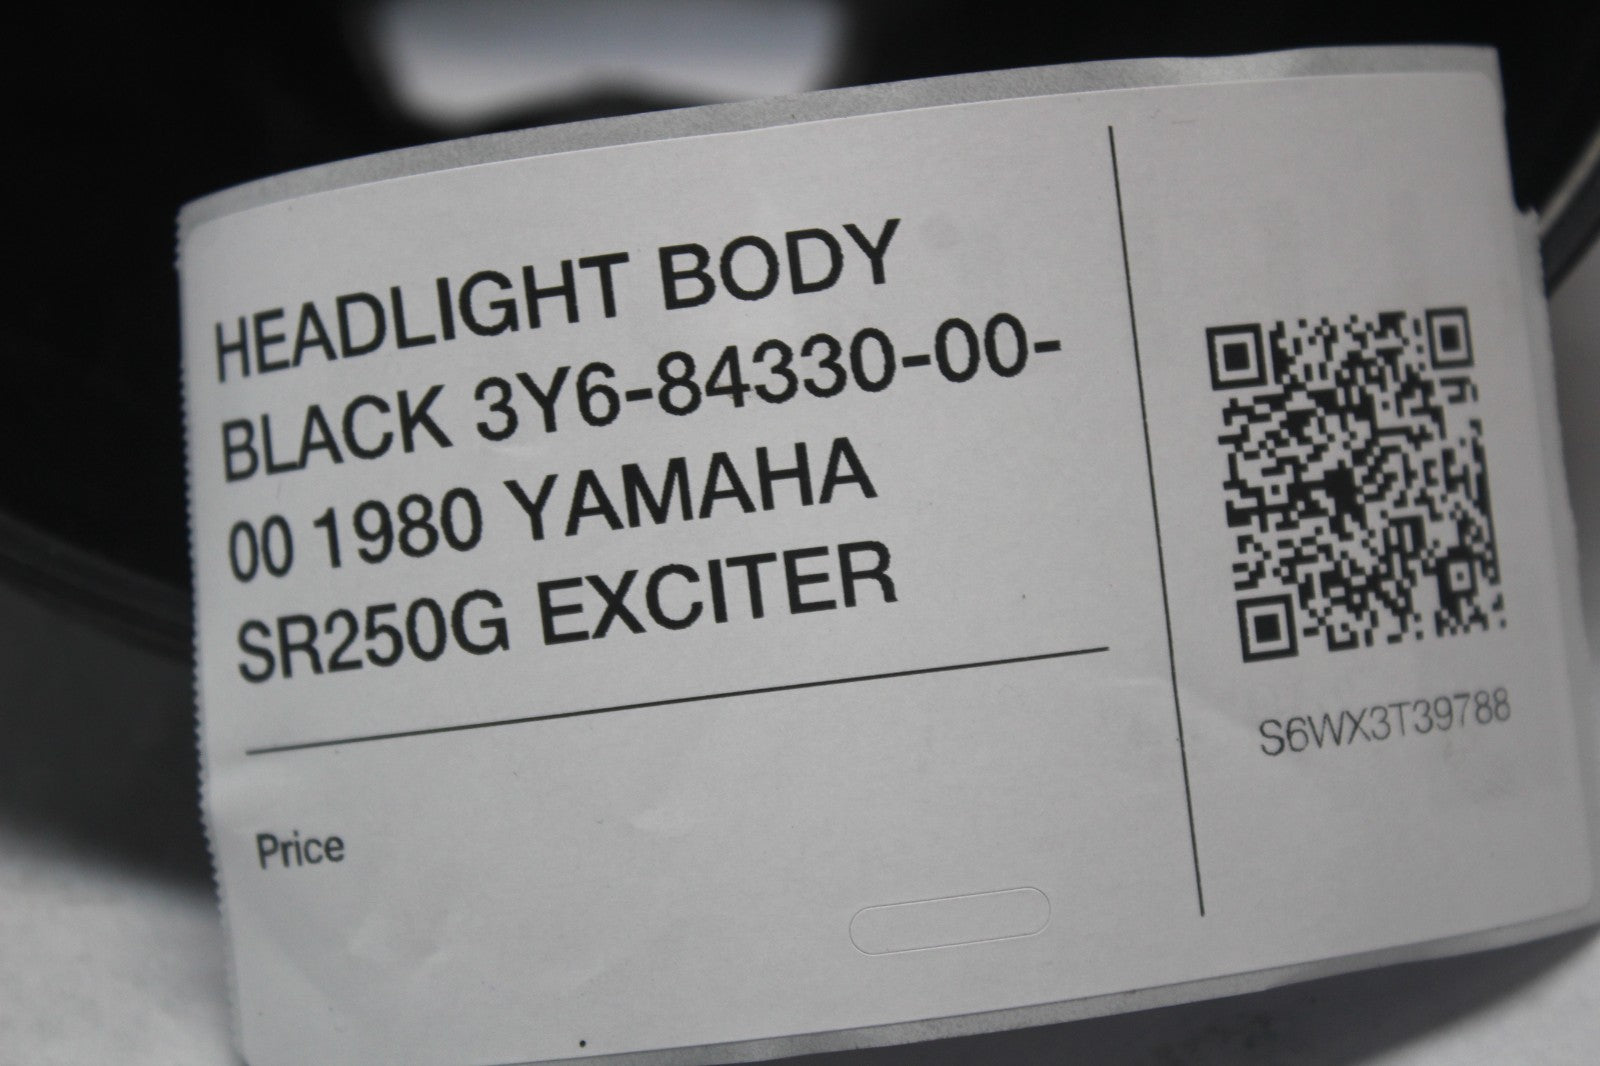 HEADLIGHT BODY
BLACK 3Y6-84330-00-
00 1980 YAMAHA
SR250G EXCITER
Price
S6WX3T39788